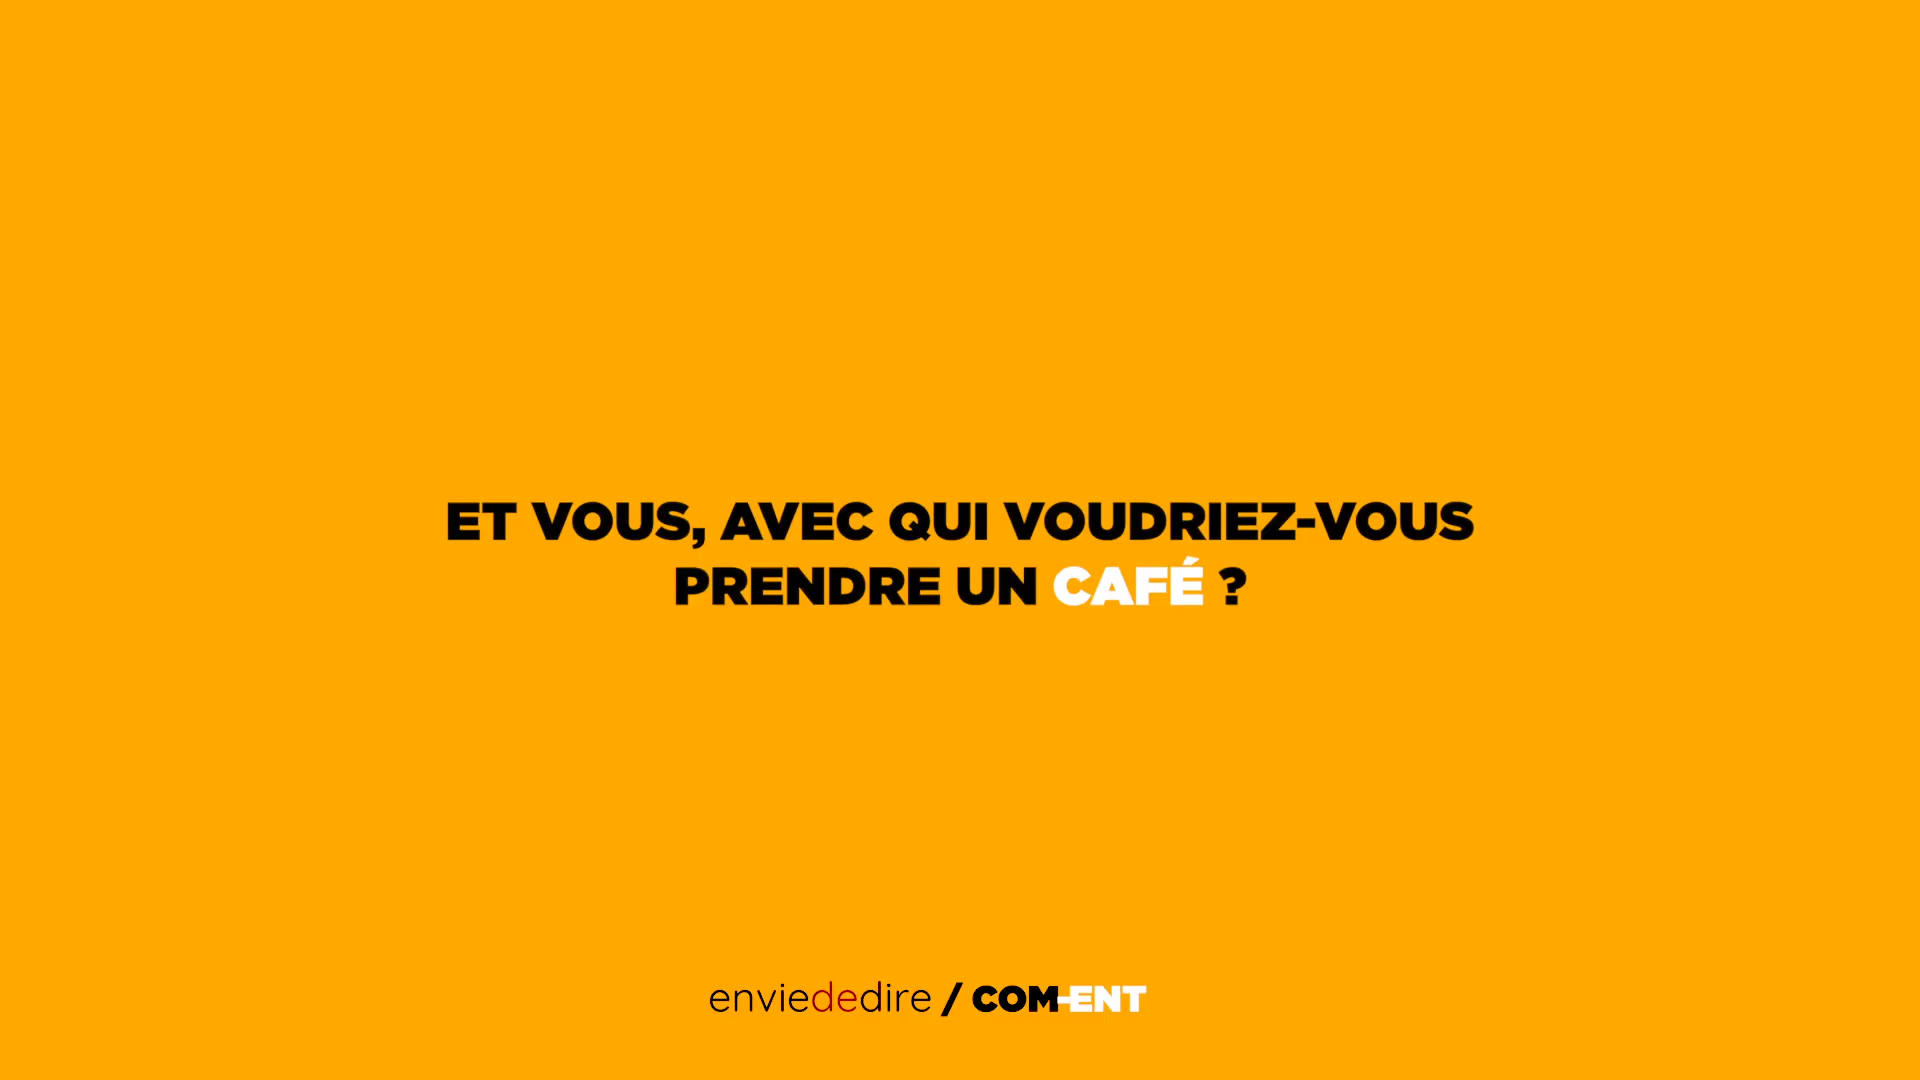 ET VOUS, AVEC QUI VOUDRIEZ-VOUS
PRENDRE UN CAFÉ ?
enviededire / COM-ENT